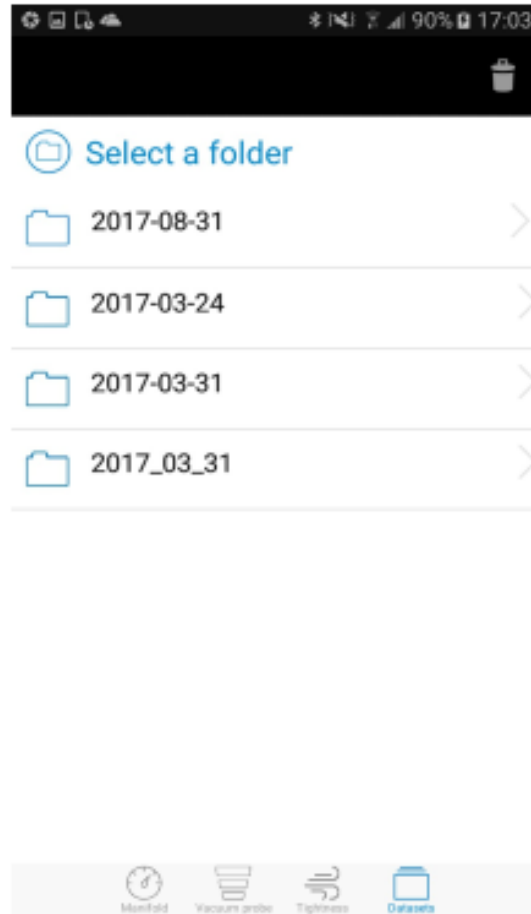 90% 17:03
Select a folder
2017-08-31
2017-03-24
2017-03-31
2017_03_31
Manifold Vacuum probe Tightness Datasets